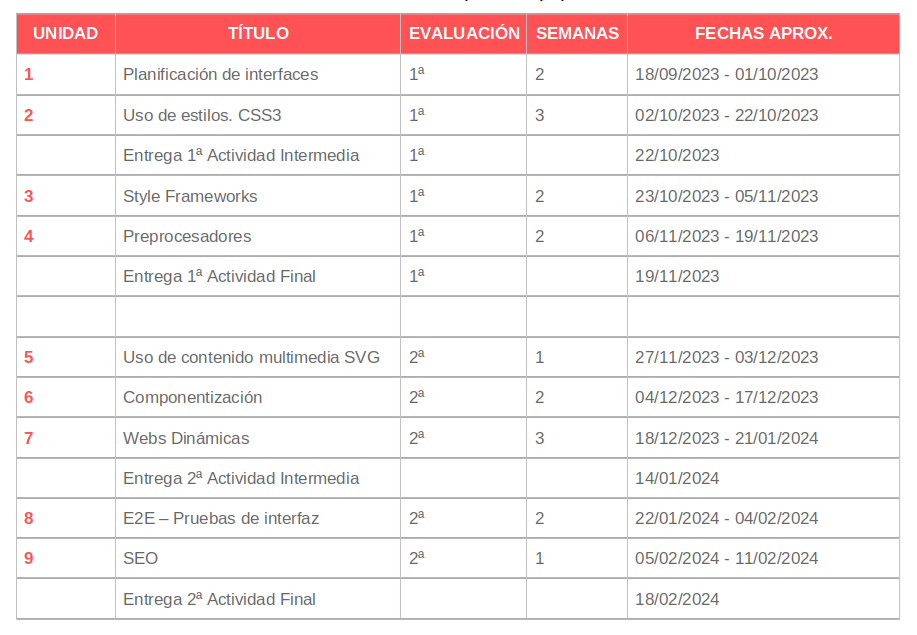 UNIDAD TÍTULO EVALUACIÓN SEMANAS FECHAS APROX.
1 Planificación de interfaces 1ª 2 18/09/2023 - 01/10/2023
2 Uso de estilos. CSS3 1ª 3 02/10/2023 - 22/10/2023
Entrega 1ª Actividad Intermedia 1ª 22/10/2023
3 Style Frameworks 1ª 2 23/10/2023 - 05/11/2023
4 Preprocesadores 1ª 2 06/11/2023 - 19/11/2023
Entrega 1ª Actividad Final 1ª 19/11/2023
5 Uso de contenido multimedia SVG 2ª 1 27/11/2023 - 03/12/2023
6 Componentización 2ª 2 04/12/2023 - 17/12/2023
7 Webs Dinámicas 2ª 3 18/12/2023 - 21/01/2024
Entrega 2ª Actividad Intermedia 14/01/2024
8 E2E – Pruebas de interfaz 2ª 2 22/01/2024 - 04/02/2024
9 SEO 2ª 1 05/02/2024 - 11/02/2024
Entrega 2ª Actividad Final 18/02/2024